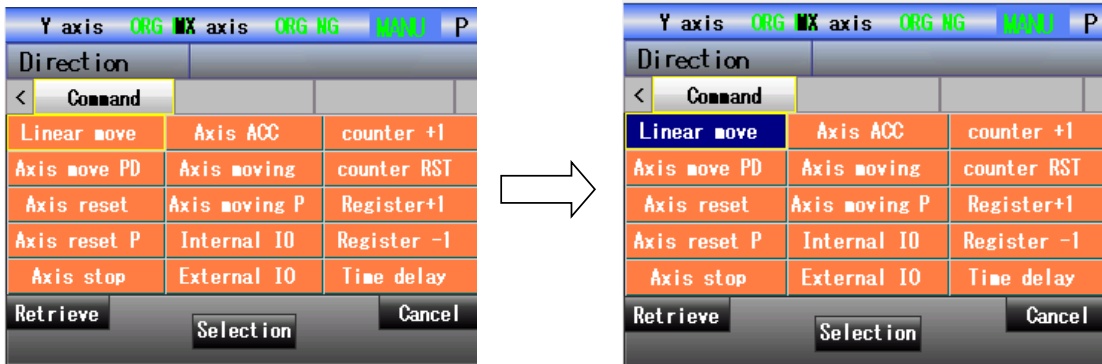 Y axis ORG MX axis ORG NG MANU P
Direction
< Command
Linear move Axis ACC counter +1
Axis move PD Axis moving counter RST
Axis reset Axis moving P Register+1
Axis reset P Internal IO Register -1
Axis stop External IO Time delay
Retrieve Selection Cancel
Y axis ORG MX axis ORG NG MANU P
Direction
< Command
Linear move Axis ACC counter +1
Axis move PD Axis moving counter RST
Axis reset Axis moving P Register+1
Axis reset P Internal IO Register -1
Axis stop External IO Time delay
Retrieve Selection Cancel